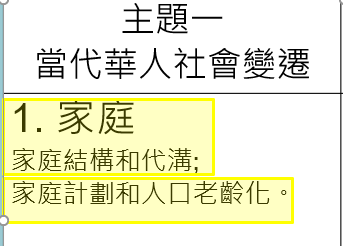 主題一
當代華人社會變遷
1. 家庭
家庭結構和代溝;
家庭計劃和人口老齡化。